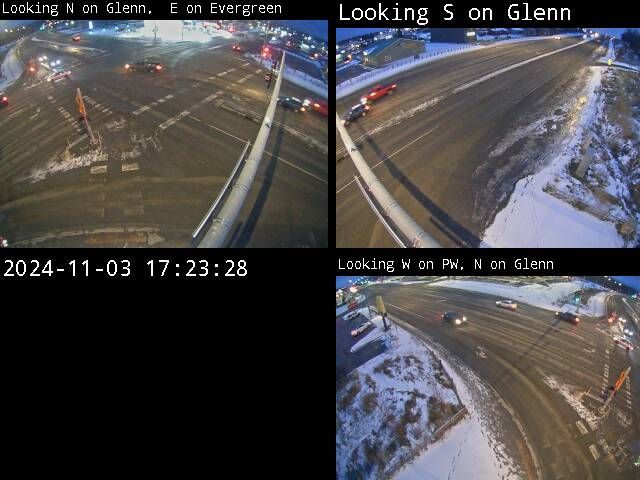 Looking N on Glenn,  E on Evergreen
Looking S on Glenn
2024-11-03 17:23:28
Looking W on PW, N on Glenn